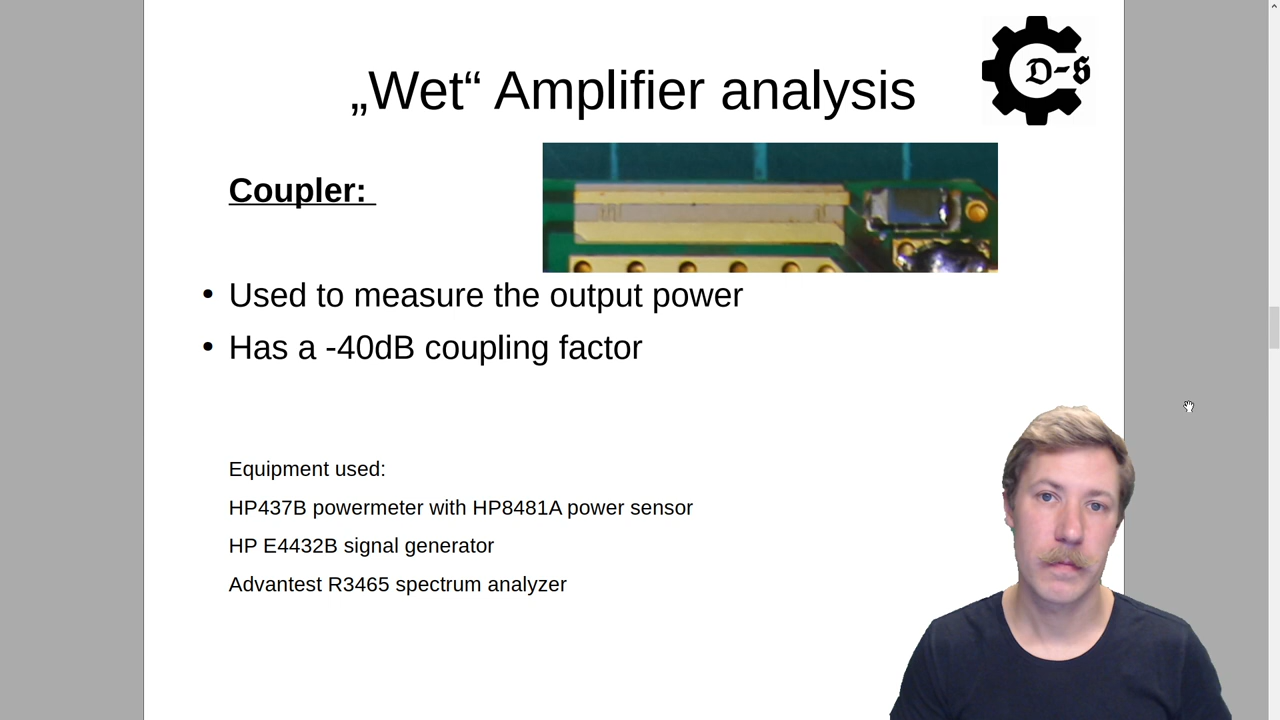 „Wet“ Amplifier analysis
D-S
Coupler:
• Used to measure the output power
• Has a -40dB coupling factor
Equipment used:
HP437B powermeter with HP8481A power sensor
HP E4432B signal generator
Advantest R3465 spectrum analyzer